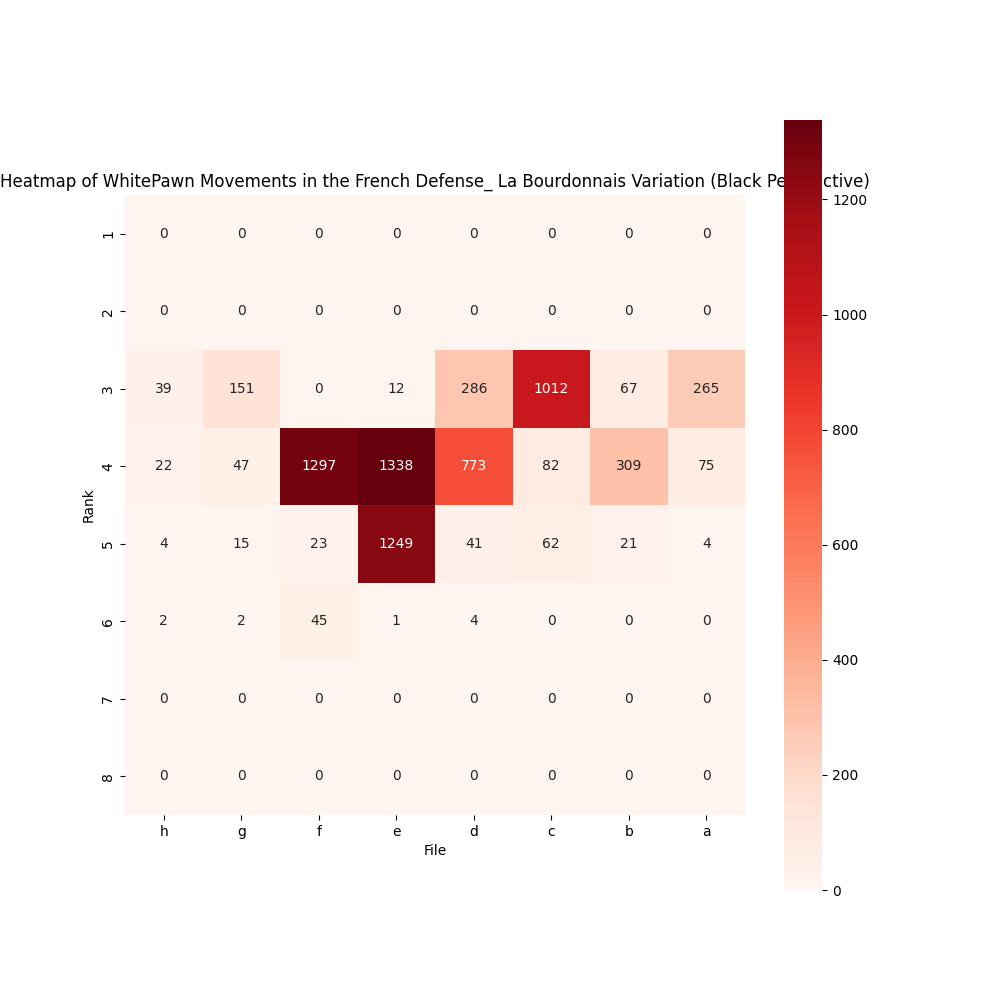 Heatmap of WhitePawn Movements in the French Defense_ La Bourdonnais Variation (Black Perspective)
1 0 0 0 0 0 0 0 0
2 0 0 0 0 0 0 0 0
3 39 151 0 12 286 1012 67 265
4 22 47 1297 1338 773 82 309 75
5 4 15 23 1249 41 62 21 4
6 2 2 45 1 4 0 0 0
7 0 0 0 0 0 0 0 0
8 0 0 0 0 0 0 0 0
Rank
h g f e d c b a
File
1200
1000
800
600
400
200
0